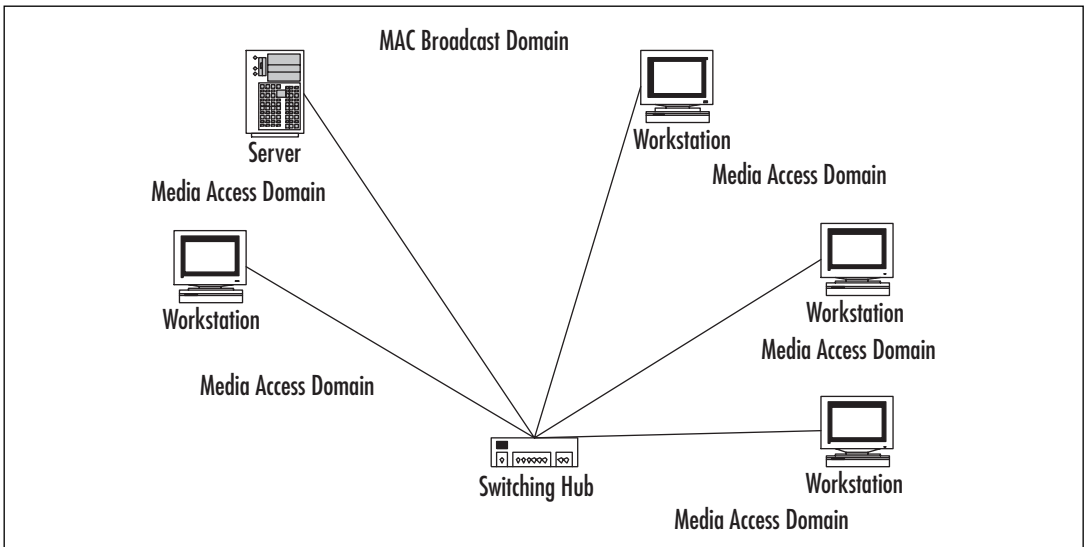 MAC Broadcast Domain
Server
Workstation
Media Access Domain
Media Access Domain
Workstation
Workstation
Media Access Domain
Media Access Domain
Switching Hub
Workstation
Media Access Domain